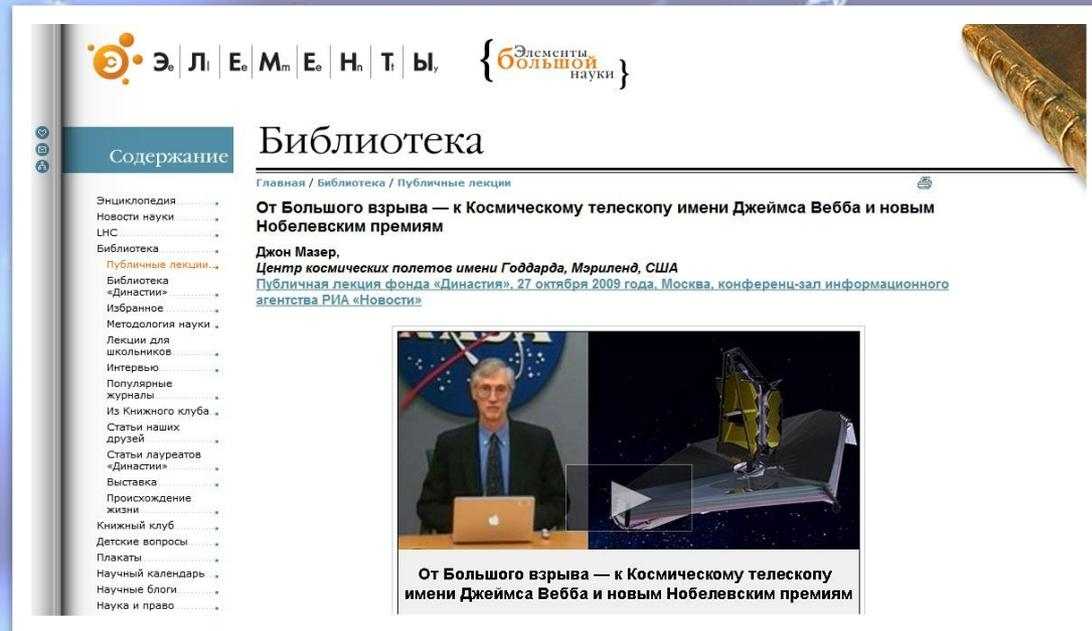 Э Л Е М Е Н Т Ы
{ Элементы
большой
науки }
Библиотека
Содержание
Главная / Библиотека / Публичные лекции
От Большого взрыва — к Космическому телескопу имени Джеймса Вебба и новым
Нобелевским премиям
Джон Мазер,
Центр космических полетов имени Годдарда, Мэриленд, США
Публичная лекция фонда «Династия», 27 октября 2009 года, Москва, конференц-зал информационного
агентства РИА «Новости»
Энциклопедия
Новости науки
LHC
Библиотека
Публичные лекции
Библиотека
«Династии»
Избранное
Методология науки
Лекции для
школьников
Интервью
Популярные
журналы
Из Книжного клуба
Статьи наших
друзей
Статьи лауреатов
«Династии»
Выставка
Происхождение
жизни
Книжный клуб
Детские вопросы
Плакаты
Научный календарь
Научные блоги
Наука и право
От Большого взрыва — к Космическому телескопу
имени Джеймса Вебба и новым Нобелевским премиям